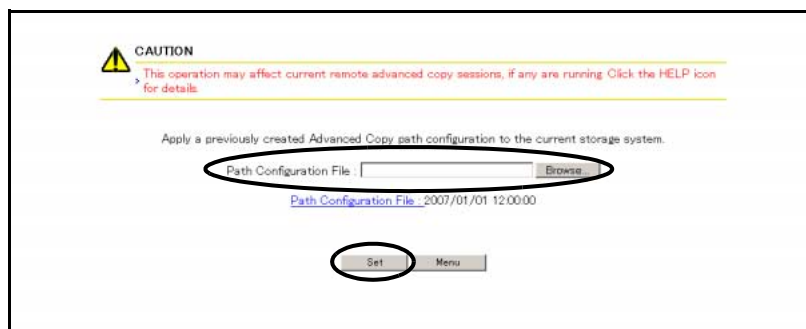 CAUTION
This operation may affect current remote advanced copy sessions, if any are running. Click the HELP icon
for details.
Apply a previously created Advanced Copy path configuration to the current storage system.
Path Configuration File : Browse...
Path Configuration File : 2007/01/01 12:00:00
Set Menu